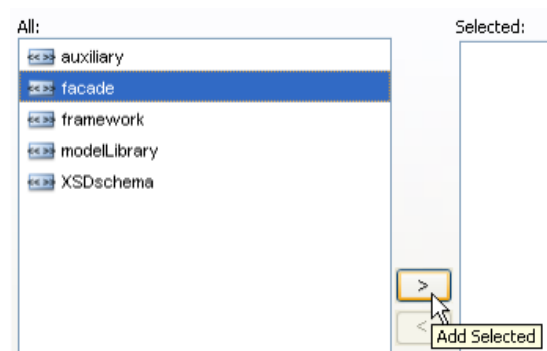 All:
Selected:
«» auxiliary
«» facade
«» framework
«» modelLibrary
«» XSDschema
>
<
Add Selected